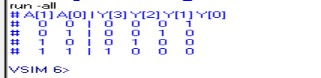 run -all
# A[1] A[0] | Y[3] Y[2] Y[1] Y[0]
# 0 0 | 0 0 0 1
# 0 1 | 0 0 1 0
# 1 0 | 0 1 0 0
# 1 1 | 1 0 0 0
VSIM 6>